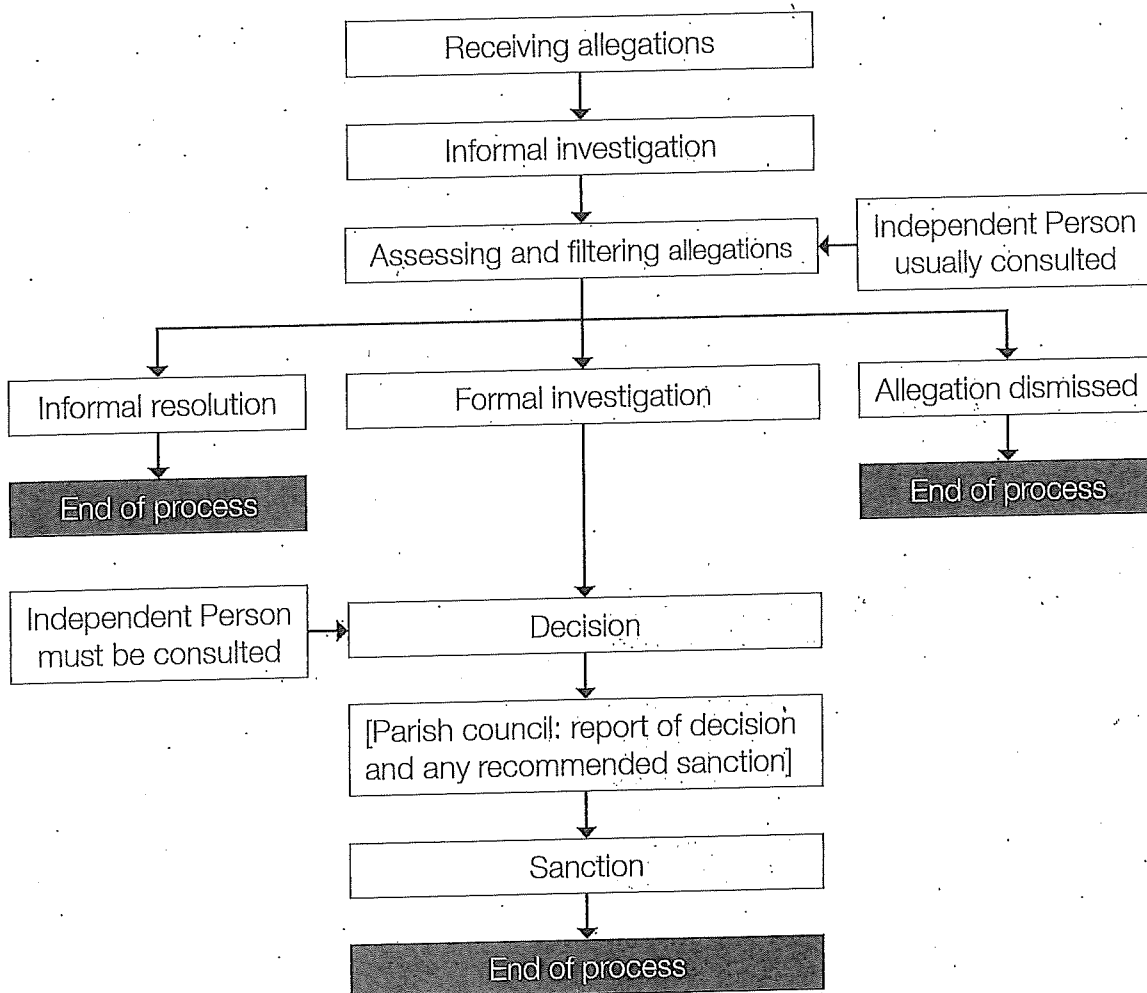 Receiving allegations
Informal investigation
Assessing and filtering allegations
Independent Person
usually consulted
Informal resolution
Formal investigation
Allegation dismissed
End of process
End of process
Independent Person
must be consulted
Decision
[Parish council: report of decision
and any recommended sanction]
Sanction
End of process